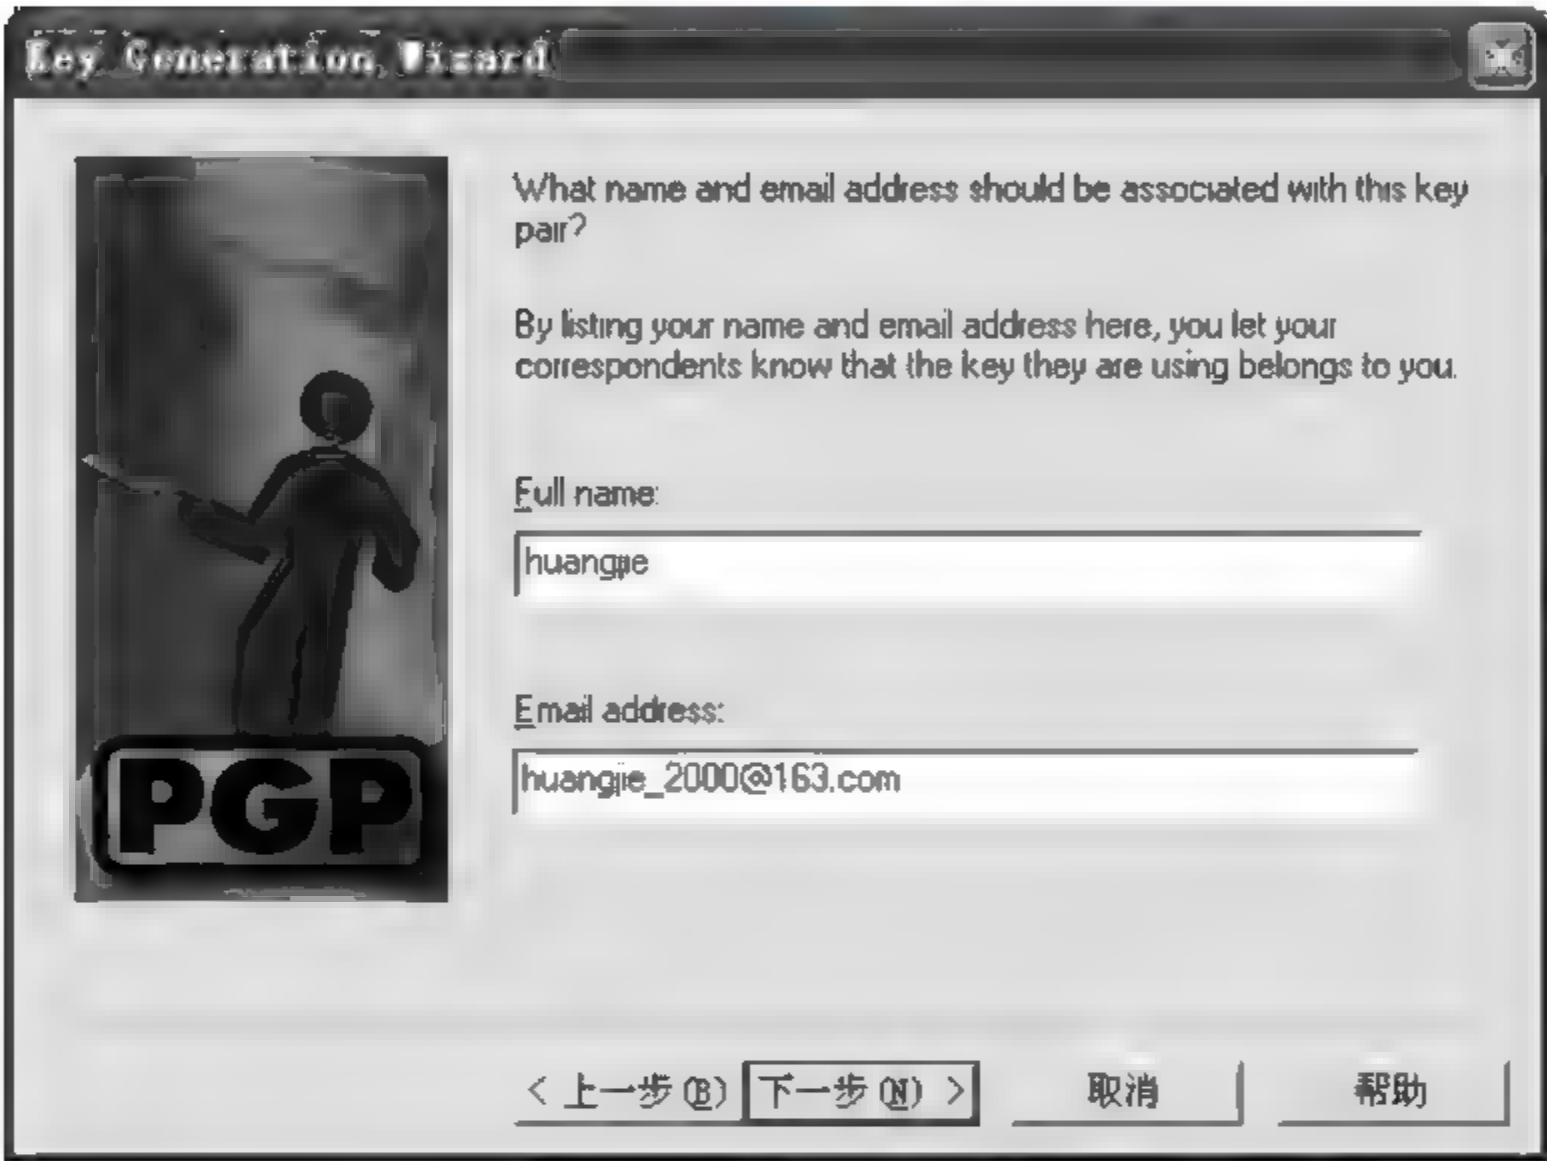 Key Generation Wizard
What name and email address should be associated with this key
pair?
By listing your name and email address here, you let your
correspondents know that the key they are using belongs to you.
Full name:
huangjie
Email address:
huangjie_2000@163.com
PGP
< 上一步(B) 下一步(N) > 取消 帮助